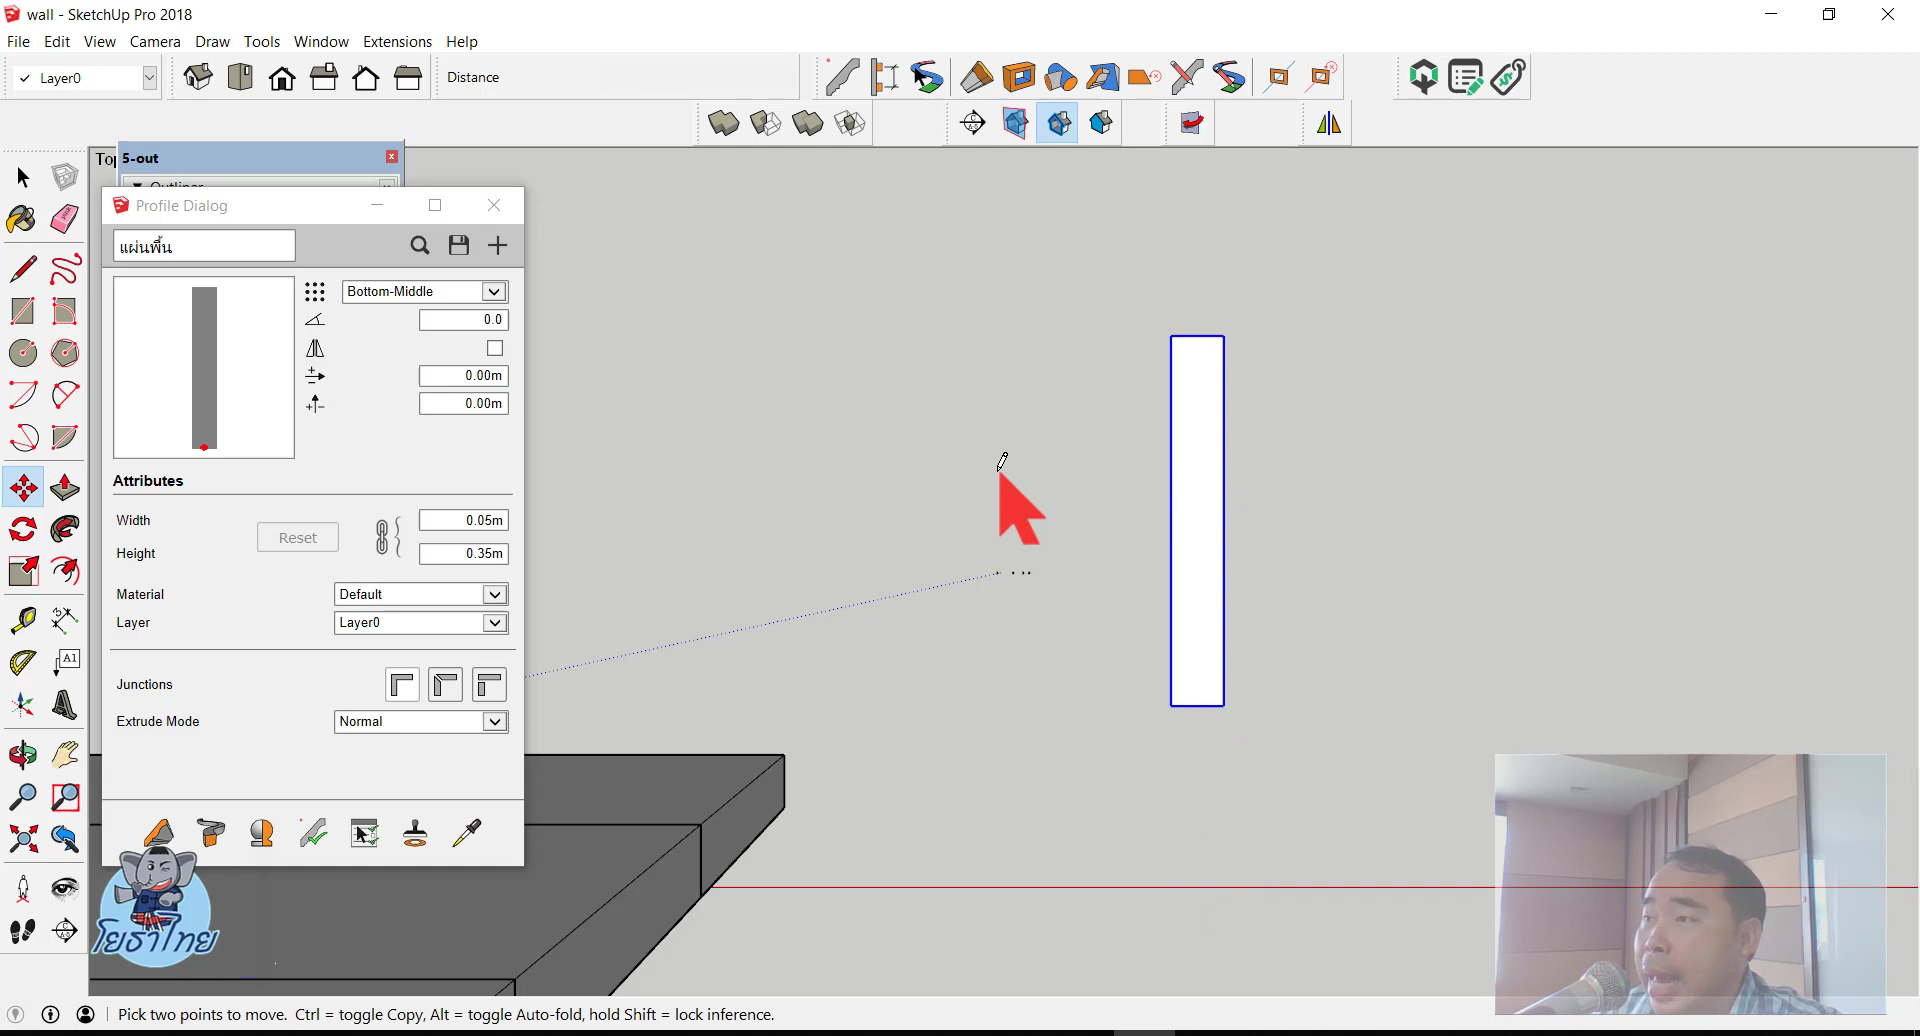 wall - SketchUp Pro 2018
File Edit View Camera Draw Tools Window Extensions Help
Layer0
Distance
Top
5-out
Outliner
Profile Dialog
แผ่นพื้น
Bottom-Middle
0.0
0.00m
0.00m
Attributes
Width
0.05m
Reset
Height
0.35m
Material
Default
Layer
Layer0
Junctions
Extrude Mode
Normal
A1
โยธาไทย
Pick two points to move. Ctrl = toggle Copy, Alt = toggle Auto-fold, hold Shift = lock inference.